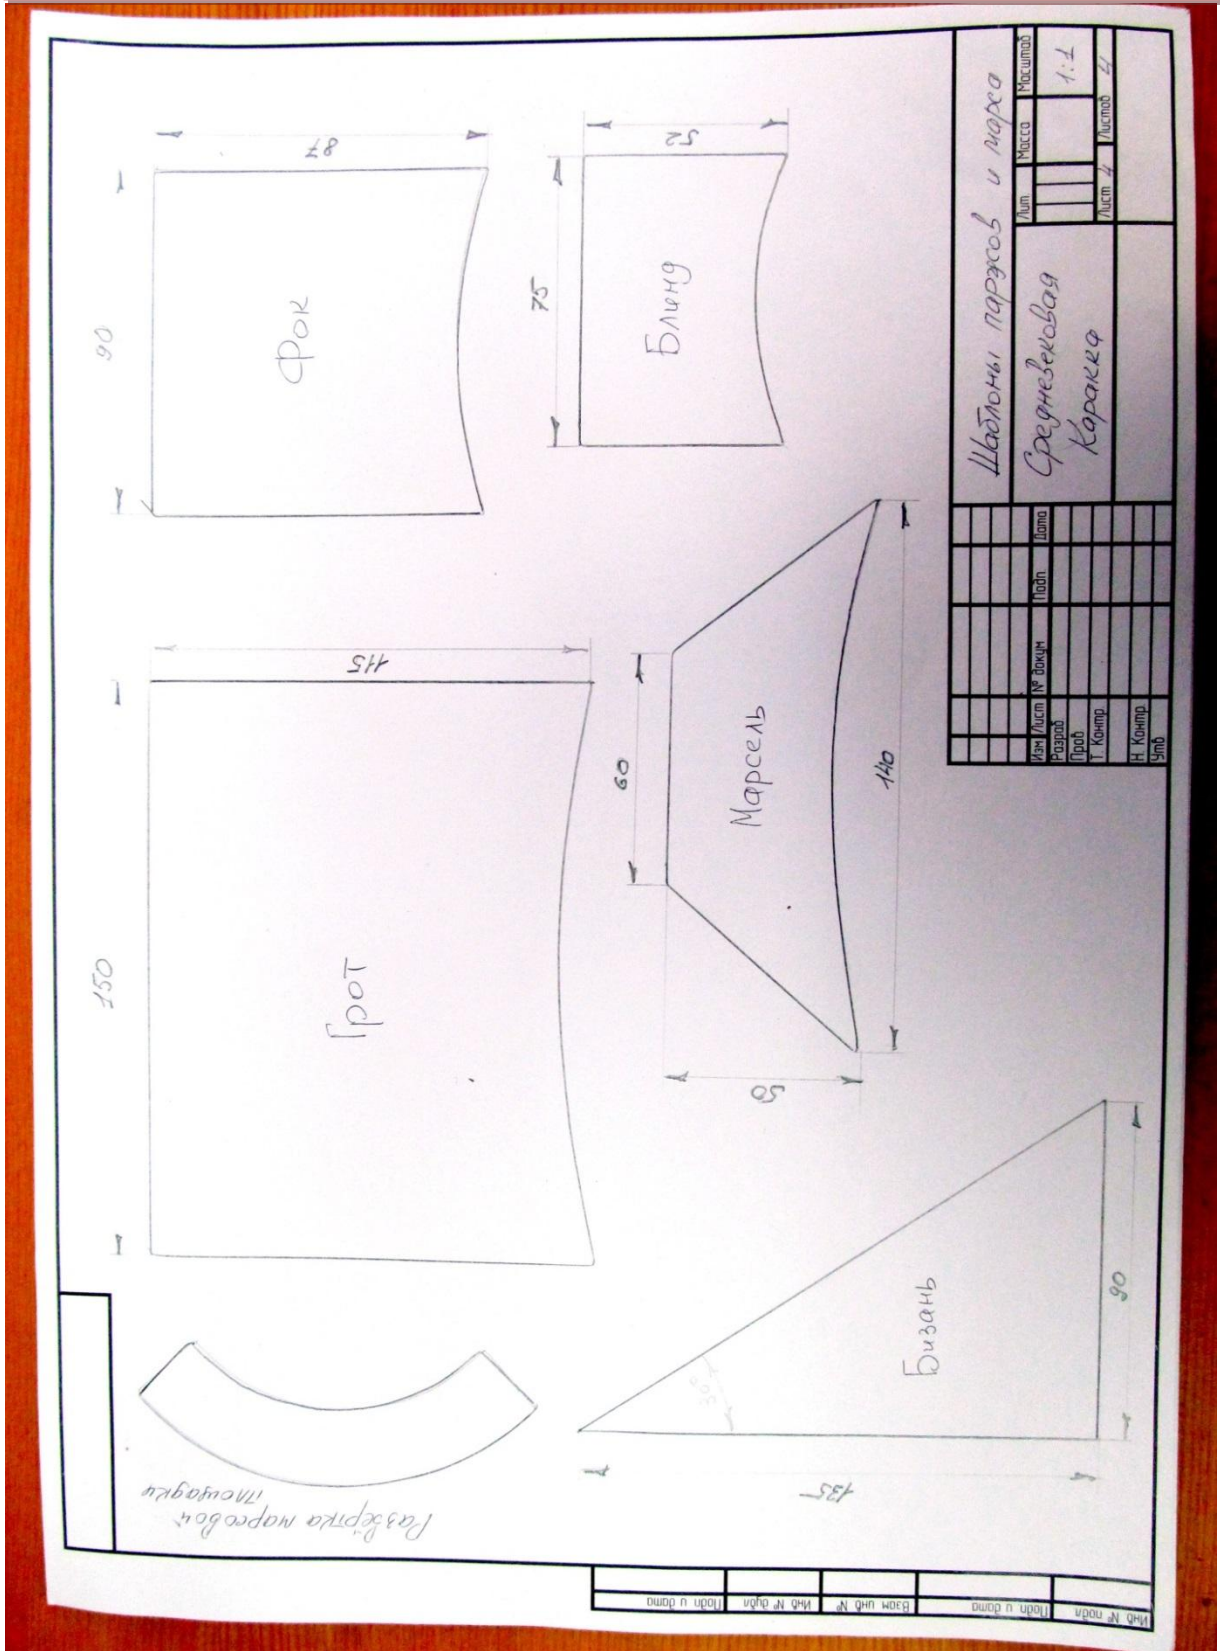 Развёртка марсовой
площадки
150
Грот
115
90
Фок
87
135
30°
Бизань
90
50
60
Марсель
140
75
Блинд
52
Шаблоны парусов и марса
Средневековая
Каракка
Лит. Масса Масштаб
1:1
Лист 4 Листов 4
Изм Лист № докум Подп Дата
Разраб
Пров
Т. Контр.
Н. Контр.
Утв
Инв № подл
Подп и дата
Взам инв №
Инв № дубл
Подп и дата